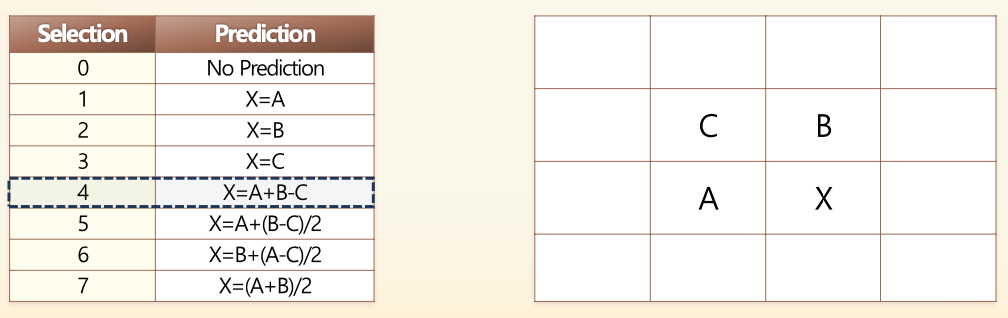 Selection Prediction
0 No Prediction
1 X=A
2 X=B
3 X=C
4 X=A+B-C
5 X=A+(B-C)/2
6 X=B+(A-C)/2
7 X=(A+B)/2
C B
A X